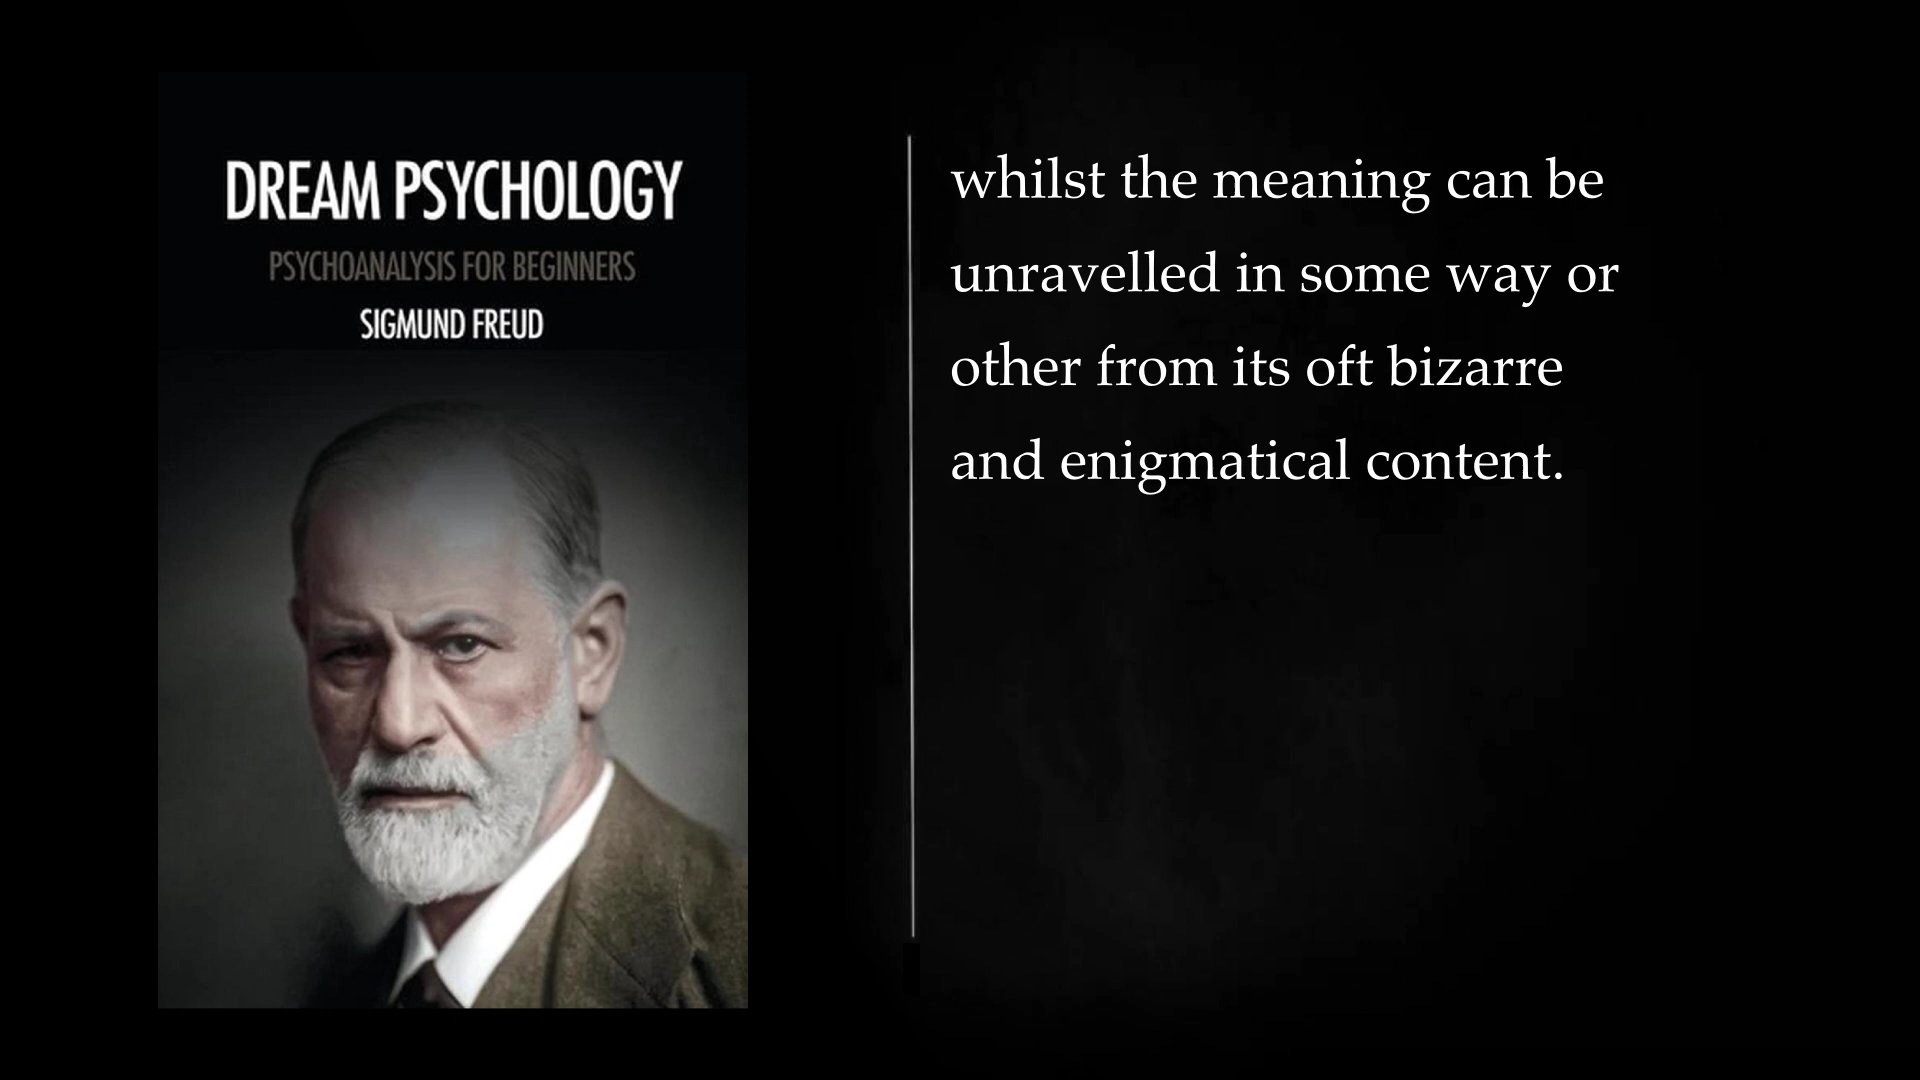 DREAM PSYCHOLOGY
PSYCHOANALYSIS FOR BEGINNERS
SIGMUND FREUD
whilst the meaning can be
unravelled in some way or
other from its oft bizarre
and enigmatical content.